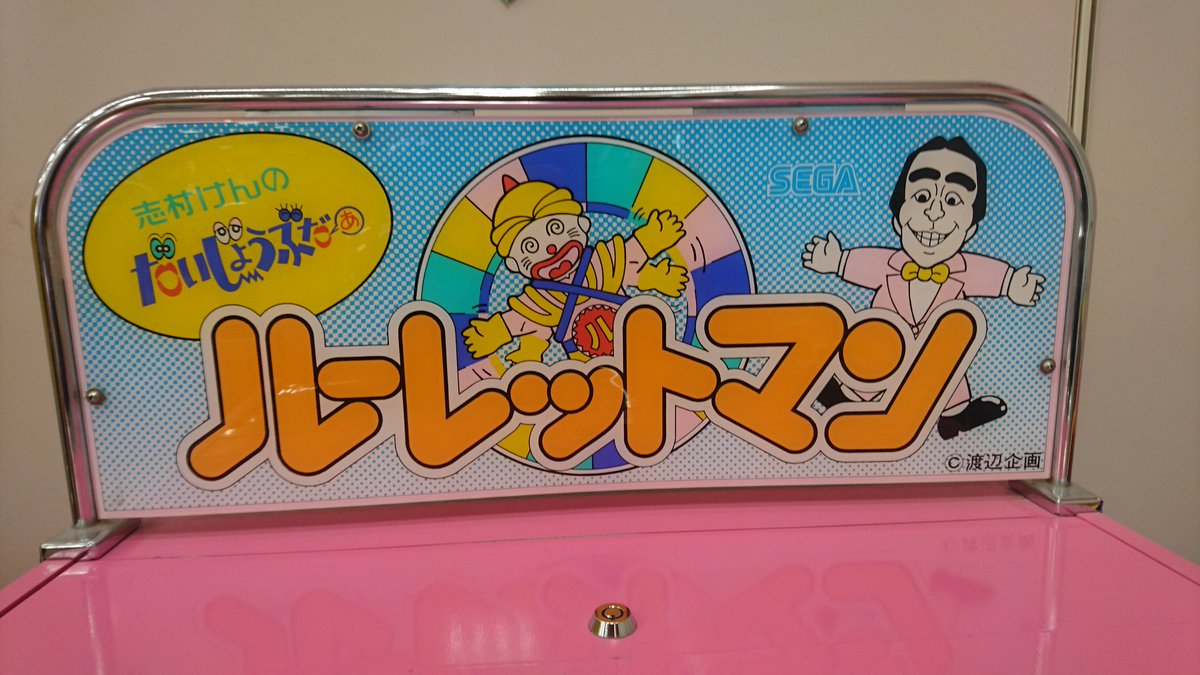 志村けんの
だいじょうぶだぁ
SEGA
ル
ルーレットマン
©渡辺企画